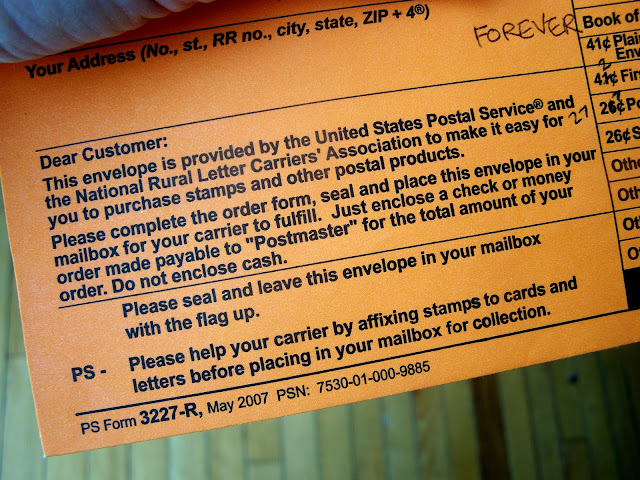 Your Address (No., st., RR no., city, state, ZIP + 4®)
FOREVER
Book of
41¢ Plai
Env
2
41¢ Fir
26¢ Po
26¢ S
Othe
Oth
Ot
O
27
Dear Customer:
This envelope is provided by the United States Postal Service® and
the National Rural Letter Carriers' Association to make it easy for
you to purchase stamps and other postal products.
Please complete the order form, seal and place this envelope in your
mailbox for your carrier to fulfill. Just enclose a check or money
order made payable to "Postmaster" for the total amount of your
order. Do not enclose cash.
Please seal and leave this envelope in your mailbox
with the flag up.
PS - Please help your carrier by affixing stamps to cards and
letters before placing in your mailbox for collection.
PS Form 3227-R, May 2007 PSN: 7530-01-000-9885